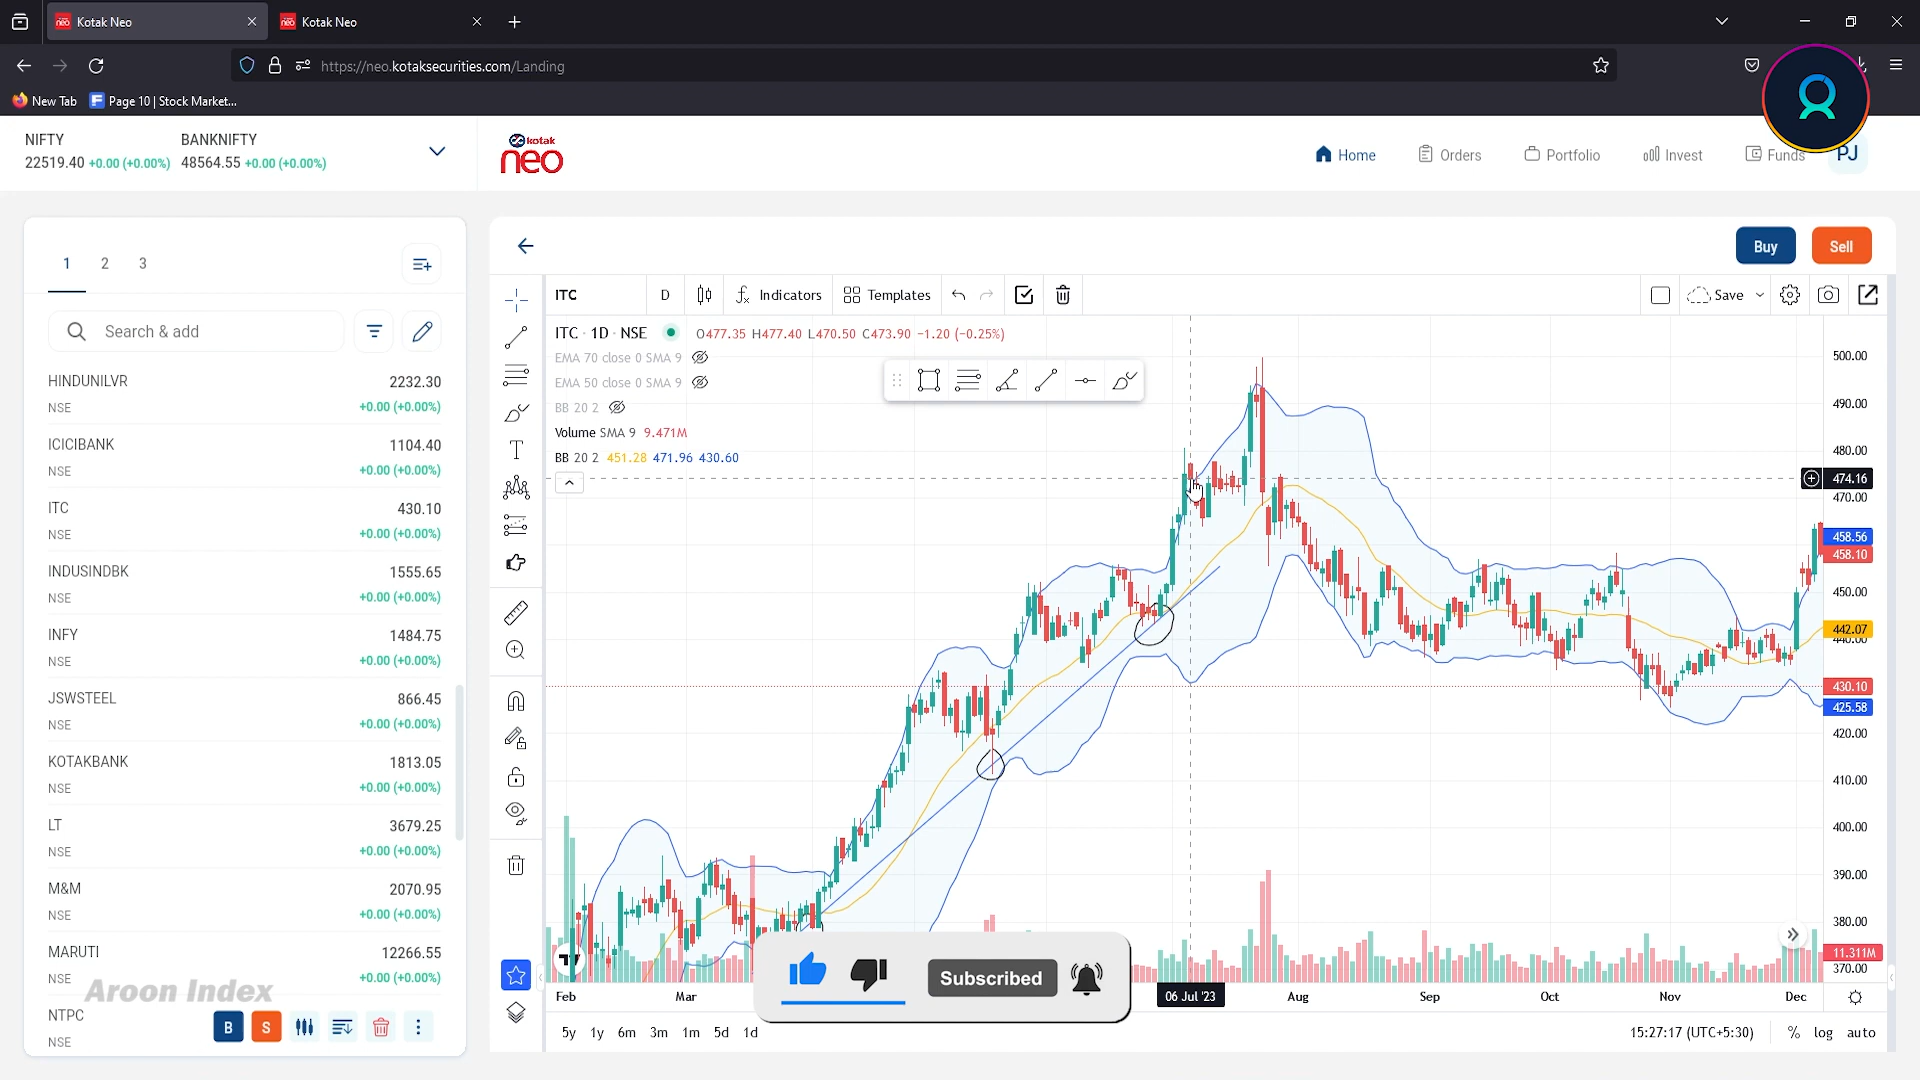 Kotak Neo
Kotak Neo
https://neo.kotaksecurities.com/Landing
New Tab
Page 10 | Stock Market...
NIFTY
22519.40 +0.00 (+0.00%)
BANKNIFTY
48564.55 +0.00 (+0.00%)
kotak
neo
Home
Orders
Portfolio
Invest
Funds
PJ
1 2 3
Search & add
HINDUNILVR 2232.30
NSE +0.00 (+0.00%)
ICICIBANK 1104.40
NSE +0.00 (+0.00%)
ITC 430.10
NSE +0.00 (+0.00%)
INDUSINDBK 1555.65
NSE +0.00 (+0.00%)
INFY 1484.75
NSE +0.00 (+0.00%)
JSWSTEEL 866.45
NSE +0.00 (+0.00%)
KOTAKBANK 1813.05
NSE +0.00 (+0.00%)
LT 3679.25
NSE +0.00 (+0.00%)
M&M 2070.95
NSE +0.00 (+0.00%)
MARUTI 12266.55
NSE +0.00 (+0.00%)
Aroon Index
NTPC
NSE
B S
Buy
Sell
ITC D Indicators Templates Save
ITC · 1D · NSE O477.35 H477.40 L470.50 C473.90 −1.20 (−0.25%)
EMA 70 close 0 SMA 9
EMA 50 close 0 SMA 9
BB 20 2
Volume SMA 9 9.471M
BB 20 2 451.28 471.96 430.60
500.00
490.00
480.00
474.16
470.00
458.56
458.10
450.00
442.07
440.00
430.10
425.58
420.00
410.00
400.00
390.00
380.00
11.311M
370.00
Subscribed
Feb Mar 06 Jul '23 Aug Sep Oct Nov Dec
5y 1y 6m 3m 1m 5d 1d
15:27:17 (UTC+5:30) % log auto